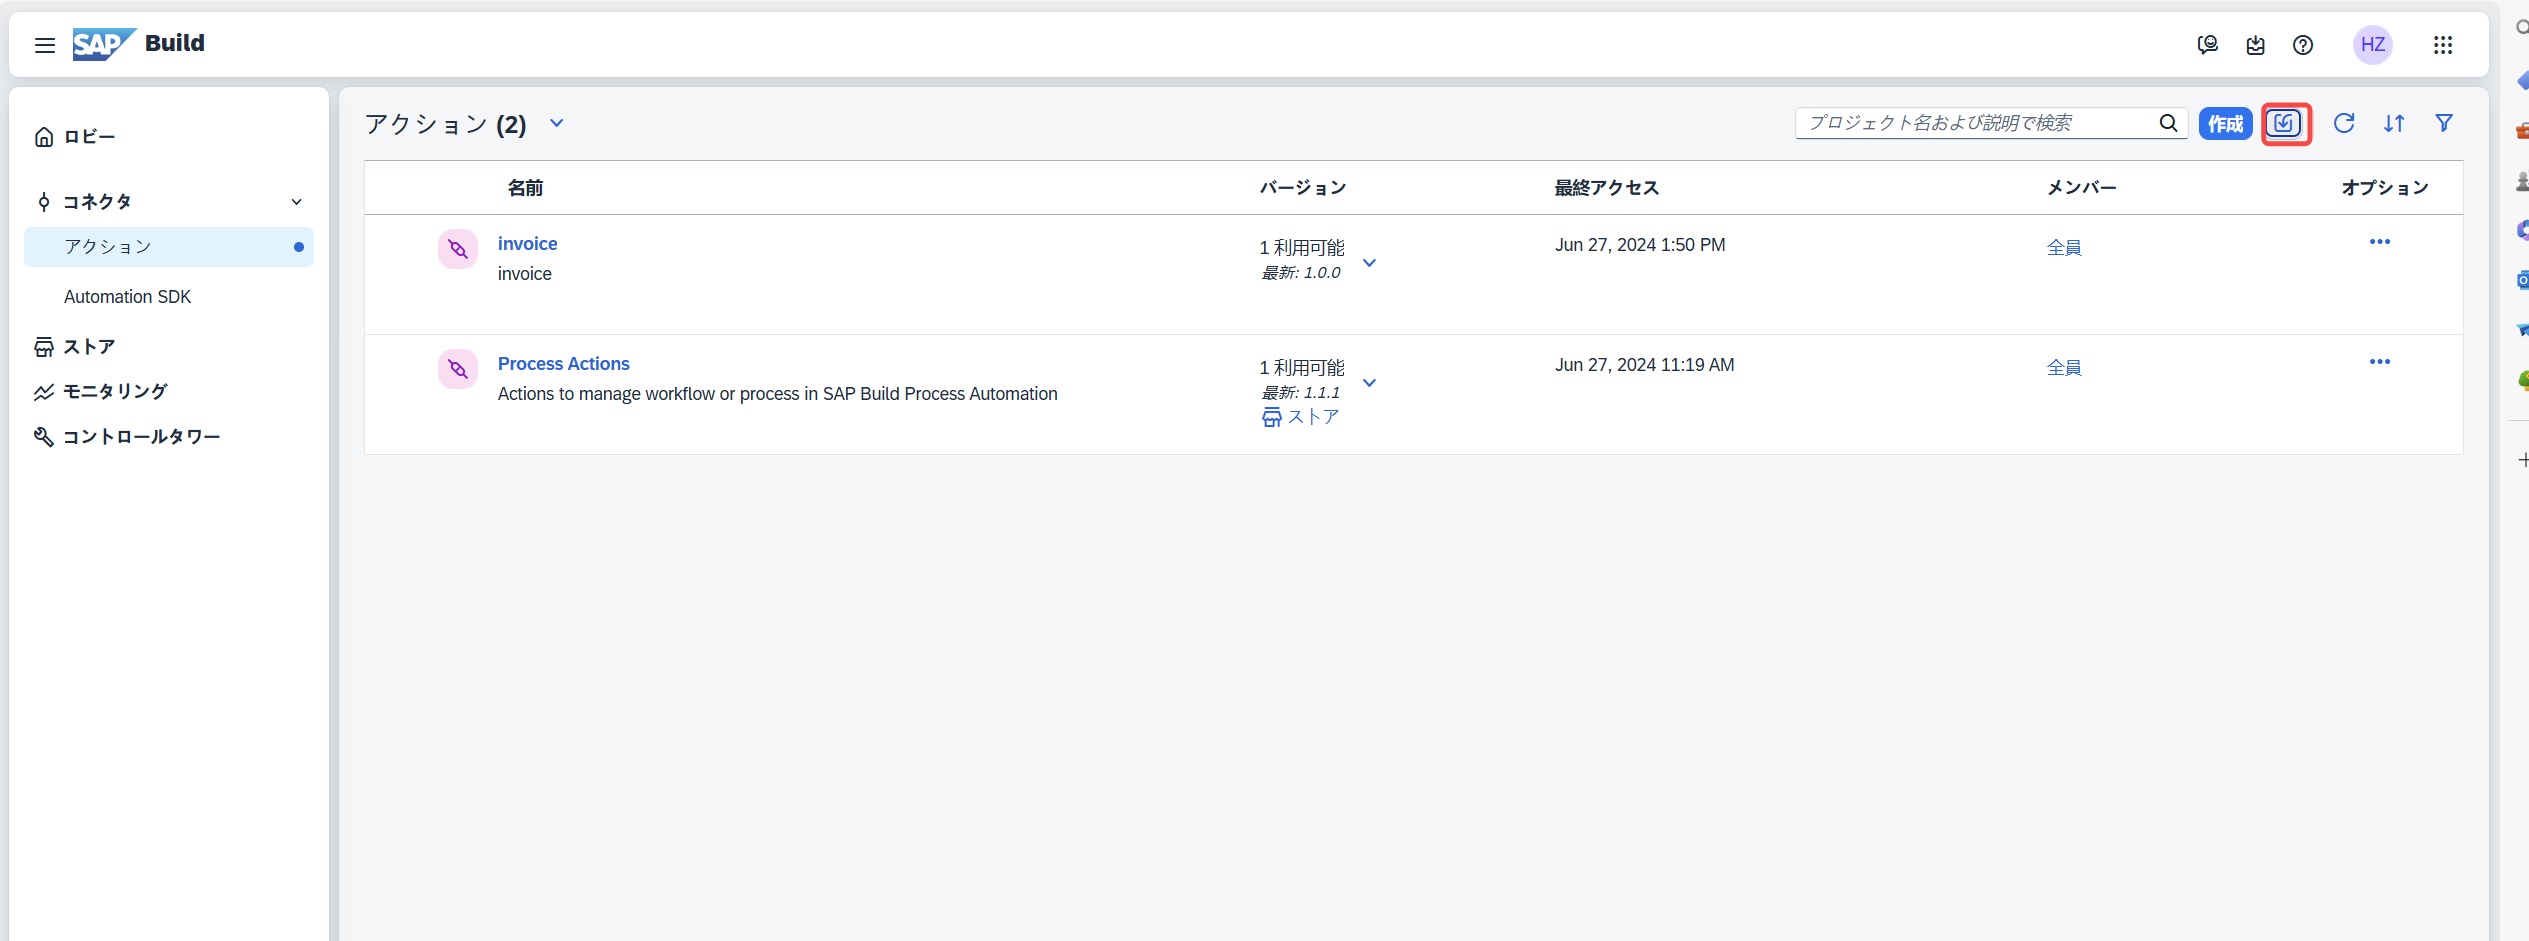 SAP Build
HZ
ロビー
コネクタ
アクション
Automation SDK
ストア
モニタリング
コントロールタワー
アクション (2)
プロジェクト名および説明で検索
作成
名前 バージョン 最終アクセス メンバー オプション
invoice 1 利用可能 Jun 27, 2024 1:50 PM 全員
invoice 最新: 1.0.0
Process Actions 1 利用可能 Jun 27, 2024 11:19 AM 全員
Actions to manage workflow or process in SAP Build Process Automation 最新: 1.1.1
ストア